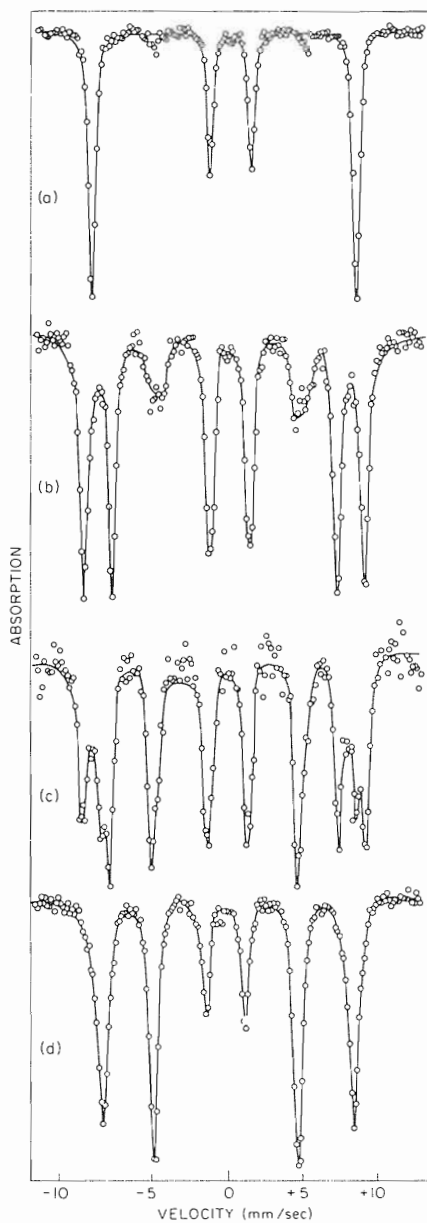 (a)
(b)
ABSORPTION
(c)
(d)
-10 -5 0 +5 +10
VELOCITY (mm/sec)